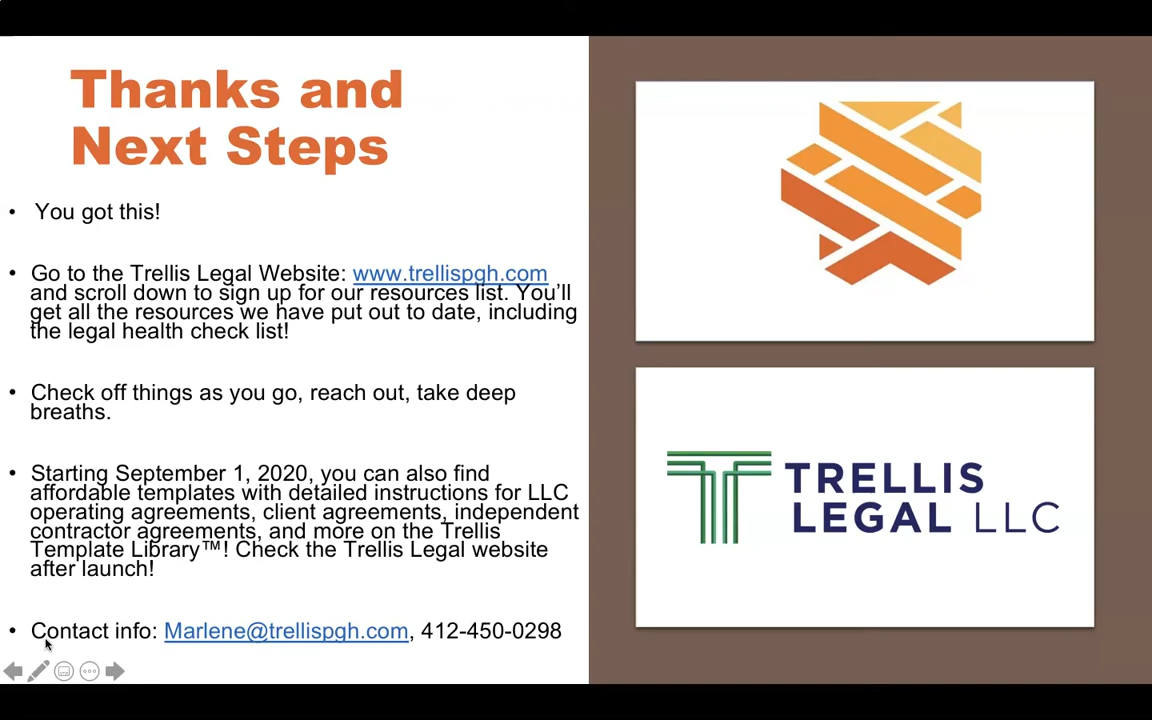 Thanks and
Next Steps
• You got this!
• Go to the Trellis Legal Website: www.trellispgh.com
and scroll down to sign up for our resources list. You’ll
get all the resources we have put out to date, including
the legal health check list!
• Check off things as you go, reach out, take deep
breaths.
• Starting September 1, 2020, you can also find
affordable templates with detailed instructions for LLC
operating agreements, client agreements, independent
contractor agreements, and more on the Trellis
Template Library™! Check the Trellis Legal website
after launch!
• Contact info: Marlene@trellispgh.com, 412-450-0298
TRELLIS
LEGAL LLC